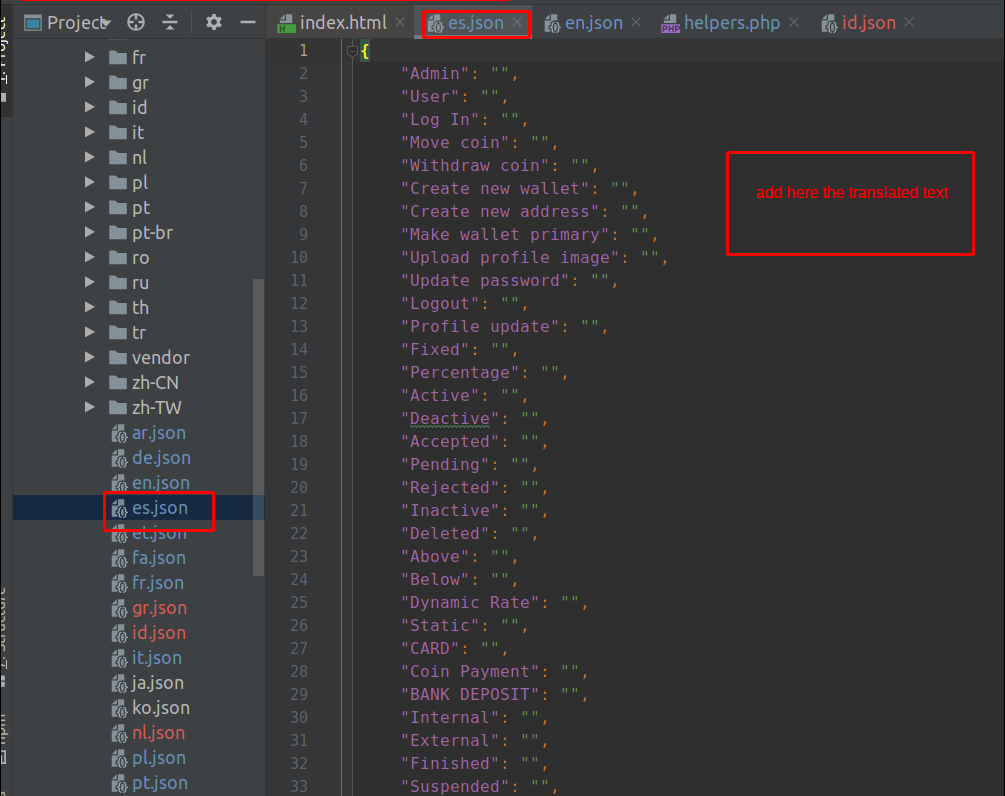 Project
index.html
es.json
en.json
helpers.php
id.json
fr
gr
id
it
nl
pl
pt
pt-br
ro
ru
th
tr
vendor
zh-CN
zh-TW
ar.json
de.json
en.json
es.json
et.json
fa.json
fr.json
gr.json
id.json
it.json
ja.json
ko.json
nl.json
pl.json
pt.json
1 {
2 "Admin": "",
3 "User": "",
4 "Log In": "",
5 "Move coin": "",
6 "Withdraw coin": "",
7 "Create new wallet": "",
8 "Create new address": "",
9 "Make wallet primary": "",
10 "Upload profile image": "",
11 "Update password": "",
12 "Logout": "",
13 "Profile update": "",
14 "Fixed": "",
15 "Percentage": "",
16 "Active": "",
17 "Deactive": "",
18 "Accepted": "",
19 "Pending": "",
20 "Rejected": "",
21 "Inactive": "",
22 "Deleted": "",
23 "Above": "",
24 "Below": "",
25 "Dynamic Rate": "",
26 "Static": "",
27 "CARD": "",
28 "Coin Payment": "",
29 "BANK DEPOSIT": "",
30 "Internal": "",
31 "External": "",
32 "Finished": "",
33 "Suspended": "",
add here the translated text